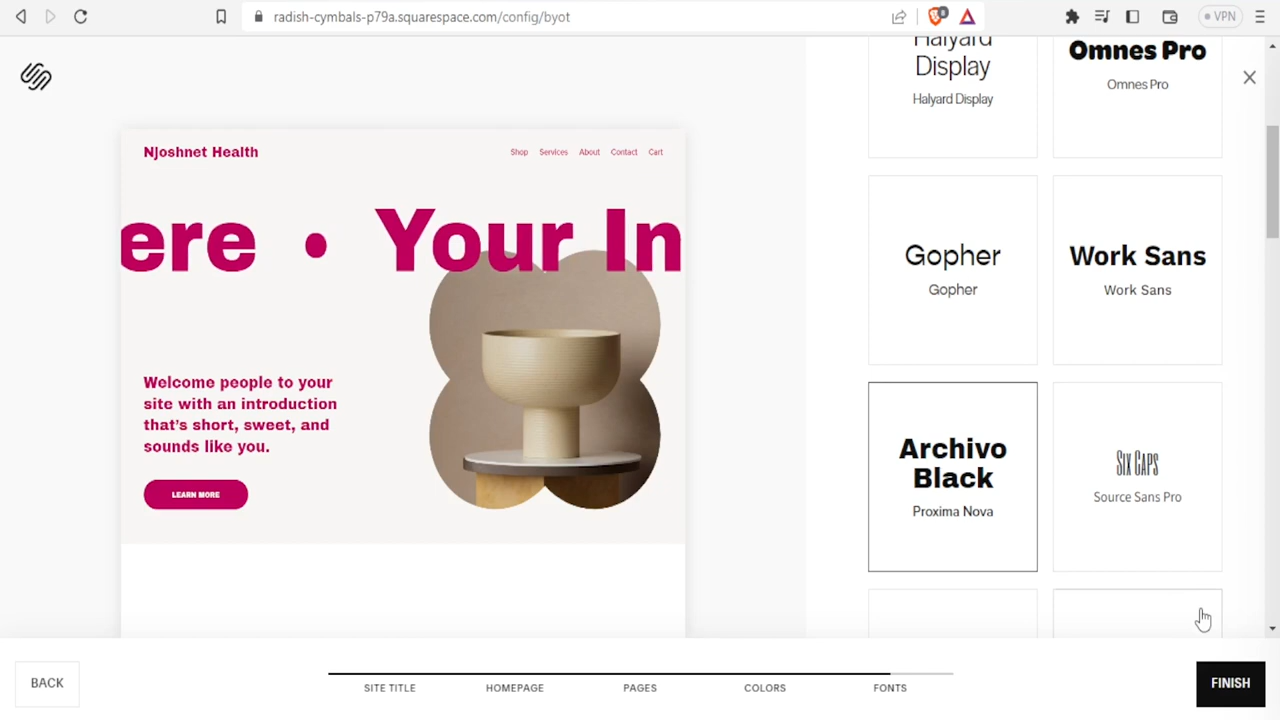 radish-cymbals-p79a.squarespace.com/config/byot
8
VPN
Njoshnet Health
Shop Services About Contact Cart
ere • Your In
Welcome people to your
site with an introduction
that's short, sweet, and
sounds like you.
LEARN MORE
Halyard
Display
Halyard Display
Omnes Pro
Omnes Pro
Gopher
Gopher
Work Sans
Work Sans
Archivo
Black
Proxima Nova
Six Caps
Source Sans Pro
BACK
SITE TITLE
HOMEPAGE
PAGES
COLORS
FONTS
FINISH